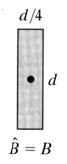 d/4
d
B̂ = B